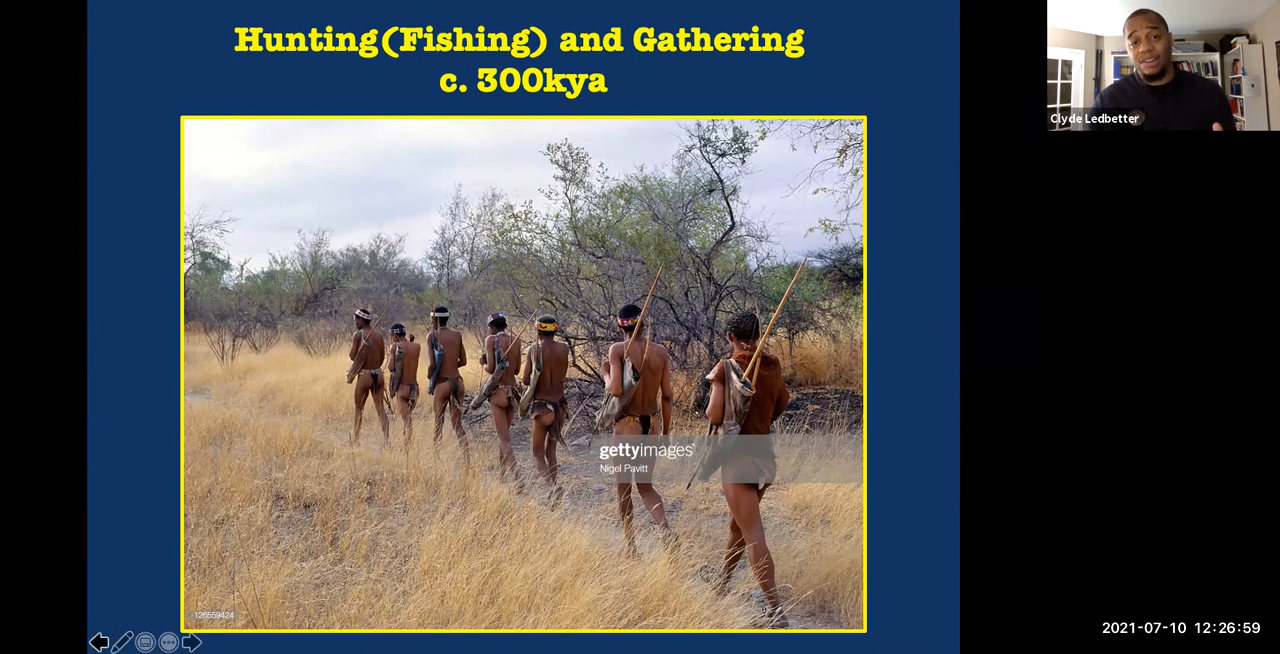 Hunting(Fishing) and Gathering
c. 300kya
Clyde Ledbetter
gettyimages
Nigel Pavitt
126559424
2021-07-10 12:26:59